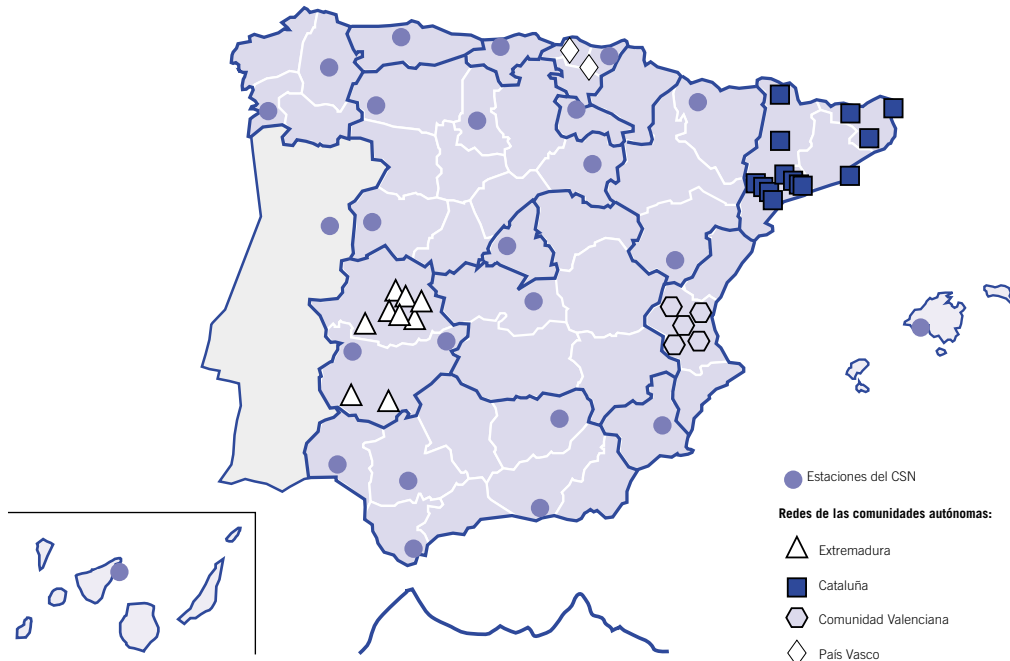 Estaciones del CSN
Redes de las comunidades autónomas:
Extremadura
Cataluña
Comunidad Valenciana
País Vasco